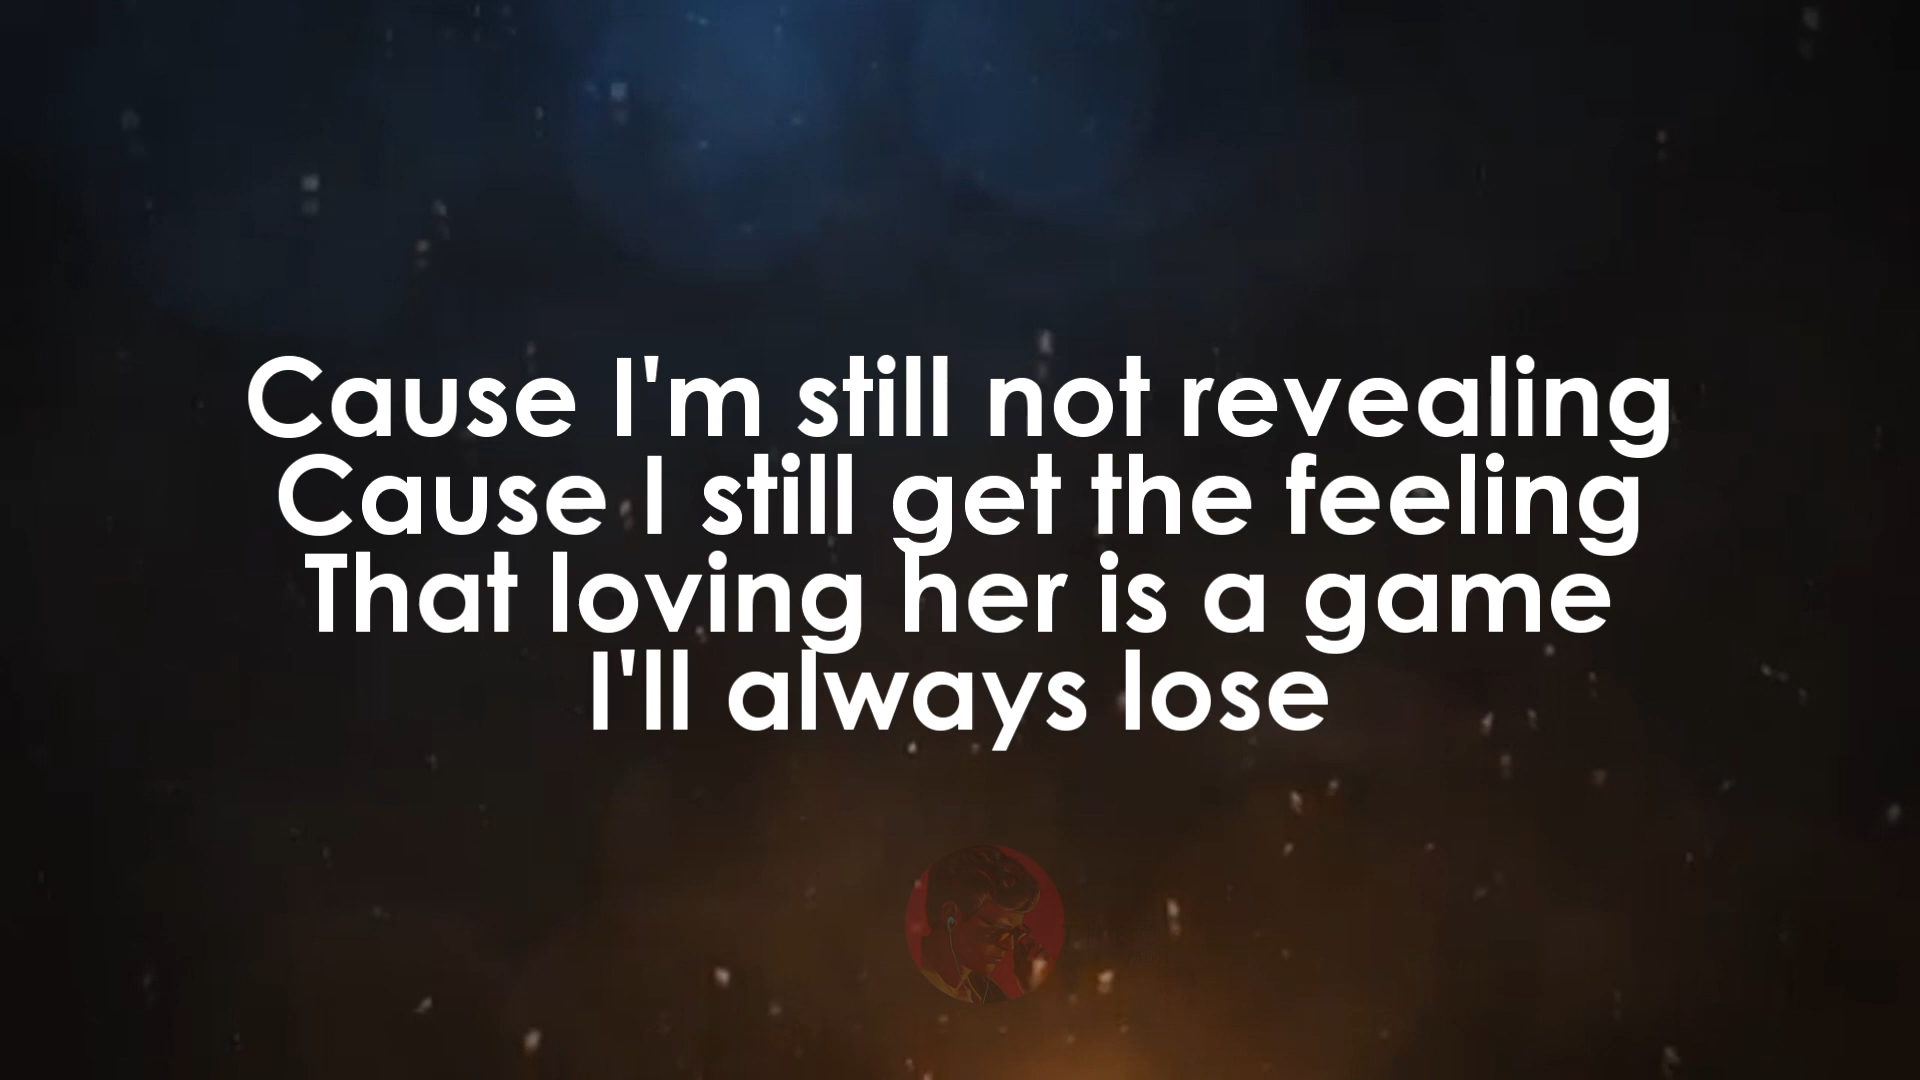 Cause I'm still not revealing
Cause I still get the feeling
That loving her is a game
I'll always lose